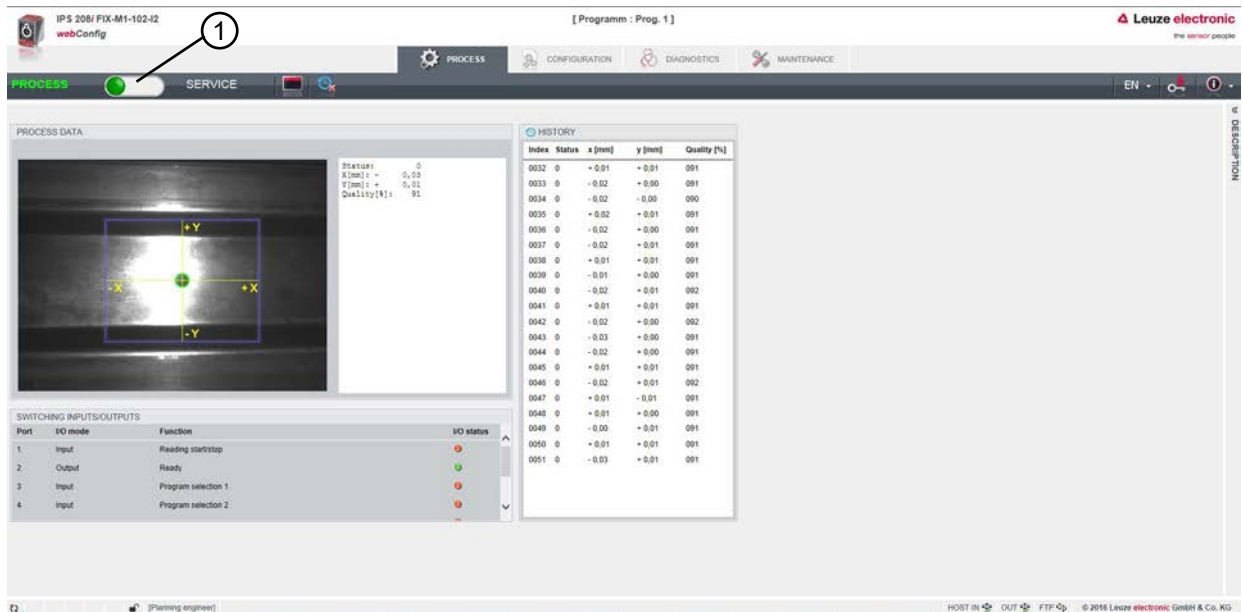 IPS 208/ FIX-M1-102-I2
webConfig
1
[ Programm : Prog. 1 ]
Leuze electronic
the sensor people
PROCESS
CONFIGURATION
DIAGNOSTICS
MAINTENANCE
PROCESS SERVICE
EN
DESCRIPTION
PROCESS DATA
+Y
-X +X
-Y
Status: 0
X[mm]: - 0,03
Y[mm]: + 0,01
Quality[%]: 91
HISTORY
Index Status x [mm] y [mm] Quality [%]
0032 0 + 0,01 + 0,01 091
0033 0 - 0,02 + 0,00 091
0034 0 - 0,02 - 0,00 090
0035 0 + 0,02 + 0,01 091
0036 0 - 0,02 + 0,00 091
0037 0 - 0,02 + 0,01 091
0038 0 + 0,01 + 0,01 091
0039 0 - 0,01 + 0,00 091
0040 0 - 0,02 + 0,01 092
0041 0 + 0,01 + 0,01 091
0042 0 - 0,02 + 0,00 092
0043 0 - 0,03 + 0,00 091
0044 0 - 0,02 + 0,00 091
0045 0 + 0,01 + 0,01 091
0046 0 - 0,02 + 0,01 092
0047 0 + 0,01 - 0,01 091
0048 0 + 0,01 + 0,00 091
0049 0 - 0,00 + 0,01 091
0050 0 + 0,01 + 0,01 091
0051 0 - 0,03 + 0,01 091
SWITCHING INPUTS/OUTPUTS
Port I/O mode Function I/O status
1 Input Reading start/stop
2 Output Ready
3 Input Program selection 1
4 Input Program selection 2
[Planning engineer]
HOST IN OUT FTP
© 2016 Leuze electronic GmbH & Co. KG